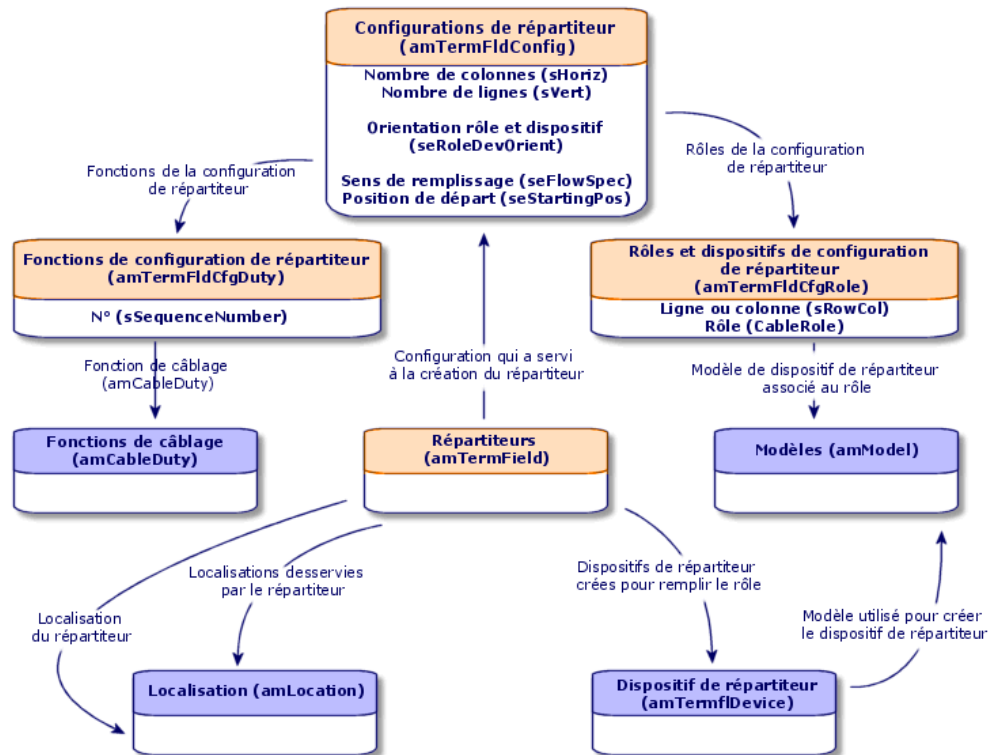 Configurations de répartiteur
(amTermFldConfig)
Nombre de colonnes (sHoriz)
Nombre de lignes (sVert)
Orientation rôle et dispositif
(seRoleDevOrient)
Sens de remplissage (seFlowSpec)
Position de départ (seStartingPos)
Fonctions de la configuration
de répartiteur
Rôles de la configuration
de répartiteur
Fonctions de configuration de répartiteur
(amTermFldCfgDuty)
N° (sSequenceNumber)
Rôles et dispositifs de configuration
de répartiteur
(amTermFldCfgRole)
Ligne ou colonne (sRowCol)
Rôle (CableRole)
Fonction de câblage
(amCableDuty)
Configuration qui a servi
à la création du répartiteur
Modèle de dispositif de répartiteur
associé au rôle
Fonctions de câblage
(amCableDuty)
Répartiteurs
(amTermField)
Modèles (amModel)
Localisations desservies
par le répartiteur
Dispositifs de répartiteur
crées pour remplir le rôle
Localisation
du répartiteur
Modèle utilisé pour créer
le dispositif de répartiteur
Localisation (amLocation)
Dispositif de répartiteur
(amTermflDevice)